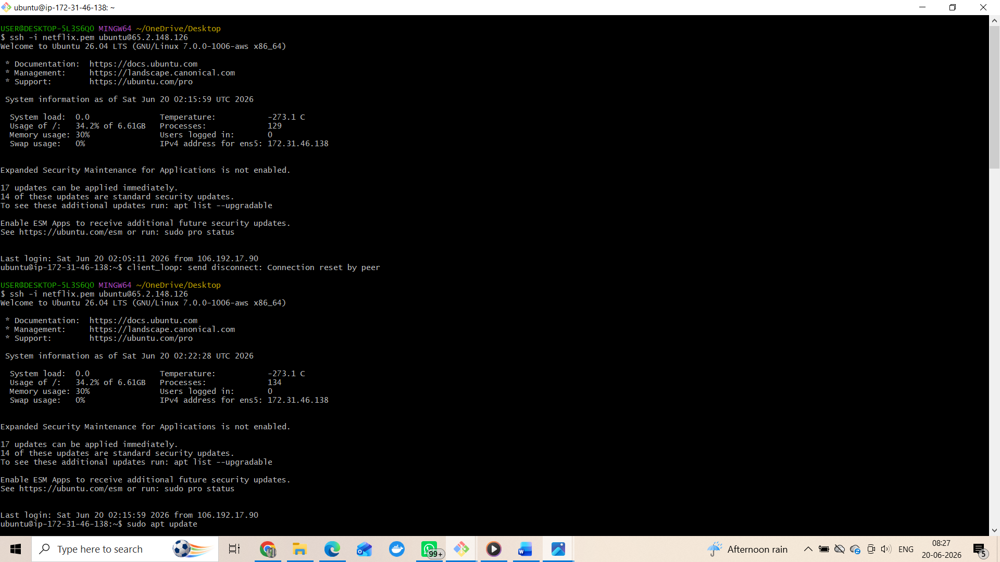 ubuntu@ip-172-31-46-138: ~
USER@DESKTOP-5L3S6QO MINGW64 ~/OneDrive/Desktop
$ ssh -i netflix.pem ubuntu@65.2.148.126
Welcome to Ubuntu 26.04 LTS (GNU/Linux 7.0.0-1006-aws x86_64)
* Documentation: https://docs.ubuntu.com
* Management: https://landscape.canonical.com
* Support: https://ubuntu.com/pro
System information as of Sat Jun 20 02:15:59 UTC 2026
System load: 0.0 Temperature: -273.1 C
Usage of /: 34.2% of 6.61GB Processes: 129
Memory usage: 30% Users logged in: 0
Swap usage: 0% IPv4 address for ens5: 172.31.46.138
Expanded Security Maintenance for Applications is not enabled.
17 updates can be applied immediately.
14 of these updates are standard security updates.
To see these additional updates run: apt list --upgradable
Enable ESM Apps to receive additional future security updates.
See https://ubuntu.com/esm or run: sudo pro status
Last login: Sat Jun 20 02:05:11 2026 from 106.192.17.90
ubuntu@ip-172-31-46-138:~$ client_loop: send disconnect: Connection reset by peer
USER@DESKTOP-5L3S6QO MINGW64 ~/OneDrive/Desktop
$ ssh -i netflix.pem ubuntu@65.2.148.126
Welcome to Ubuntu 26.04 LTS (GNU/Linux 7.0.0-1006-aws x86_64)
* Documentation: https://docs.ubuntu.com
* Management: https://landscape.canonical.com
* Support: https://ubuntu.com/pro
System information as of Sat Jun 20 02:22:28 UTC 2026
System load: 0.0 Temperature: -273.1 C
Usage of /: 34.2% of 6.61GB Processes: 134
Memory usage: 30% Users logged in: 0
Swap usage: 0% IPv4 address for ens5: 172.31.46.138
Expanded Security Maintenance for Applications is not enabled.
17 updates can be applied immediately.
14 of these updates are standard security updates.
To see these additional updates run: apt list --upgradable
Enable ESM Apps to receive additional future security updates.
See https://ubuntu.com/esm or run: sudo pro status
Last login: Sat Jun 20 02:15:59 2026 from 106.192.17.90
ubuntu@ip-172-31-46-138:~$ sudo apt update
Type here to search
99+
Afternoon rain
ENG
08:27
20-06-2026
5